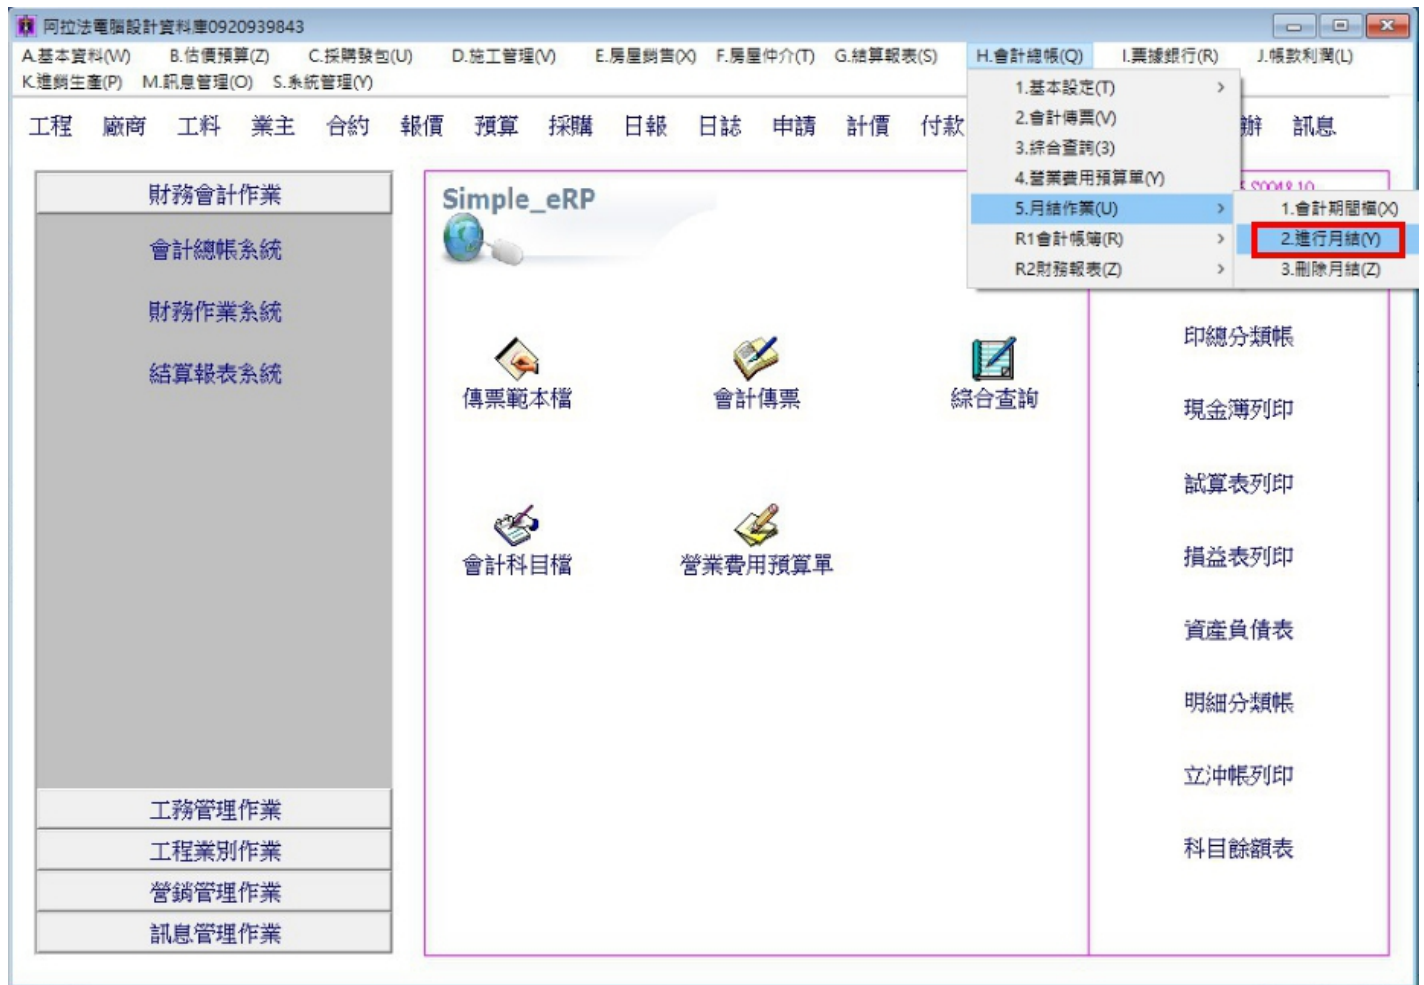 阿拉法電腦設計資料庫0920939843
A.基本資料(W) B.估價預算(Z) C.採購發包(U) D.施工管理(V) E.房屋銷售(X) F.房屋仲介(T) G.結算報表(S) H.會計總帳(Q) I.票據銀行(R) J.帳款利潤(L)
K.進銷生產(P) M.訊息管理(O) S.系統管理(Y)
工程 廠商 工料 業主 合約 報價 預算 採購 日報 日誌 申請 計價 付款 辦 訊息
1.基本設定(T)
2.會計傳票(V)
3.綜合查詢(3)
4.營業費用預算單(Y)
5.月結作業(U)
R1會計帳簿(R)
R2財務報表(Z)
1.會計期間檔(X)
2.進行月結(Y)
3.刪除月結(Z)
財務會計作業
會計總帳系統
財務作業系統
結算報表系統
工務管理作業
工程業別作業
營銷管理作業
訊息管理作業
Simple_eRP
傳票範本檔 會計傳票 綜合查詢
會計科目檔 營業費用預算單
印總分類帳
現金簿列印
試算表列印
損益表列印
資產負債表
明細分類帳
立沖帳列印
科目餘額表